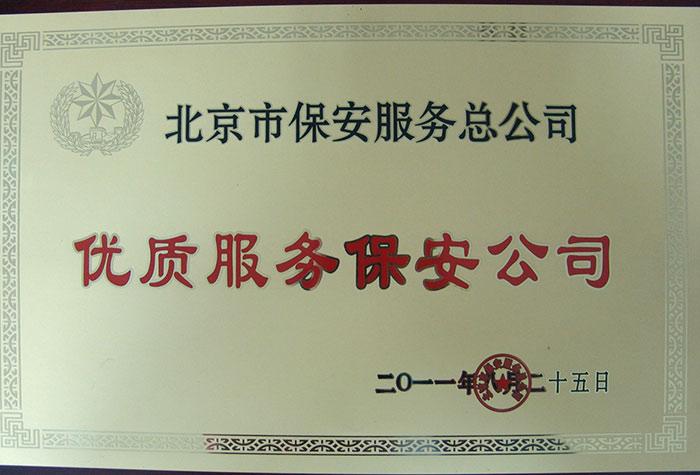 北京市保安服务总公司
优质服务保安公司
二〇一一年八月二十五日